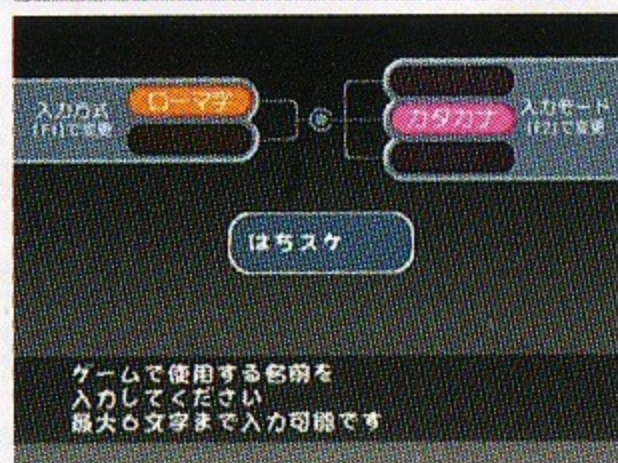 入力方式
[F1]で変更
ローマ字
カタカナ
入力モード
[F2]で変更
はちスケ
ゲームで使用する名前を
入力してください
最大6文字まで入力可能です